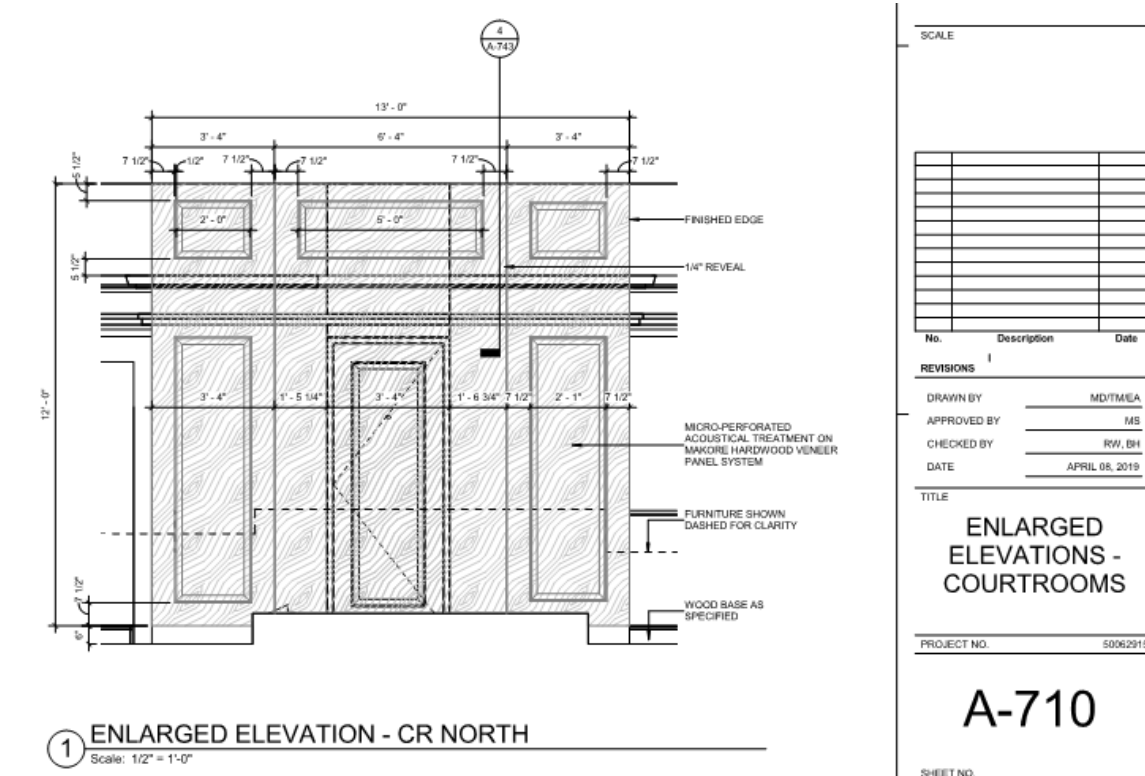 4
A-743
13' - 0"
3' - 4"
6' - 4"
3' - 4"
7 1/2"
1/2"
7 1/2"
7 1/2"
7 1/2"
7 1/2"
5 1/2"
2' - 0"
5' - 0"
FINISHED EDGE
5 1/2"
1/4" REVEAL
12' - 0"
3' - 4"
1' - 5 1/4"
3' - 4"
1' - 6 3/4"
7 1/2"
2' - 1"
7 1/2"
MICRO-PERFORATED
ACOUSTICAL TREATMENT ON
MAKORE HARDWOOD VENEER
PANEL SYSTEM
FURNITURE SHOWN
DASHED FOR CLARITY
7 1/2"
WOOD BASE AS
SPECIFIED
6"
1
ENLARGED ELEVATION - CR NORTH
Scale: 1/2" = 1'-0"
SCALE
No. Description Date
REVISIONS
DRAWN BY MD/TM/EA
APPROVED BY MS
CHECKED BY RW, BH
DATE APRIL 08, 2019
TITLE
ENLARGED
ELEVATIONS -
COURTROOMS
PROJECT NO. 50062915
A-710
SHEET NO.